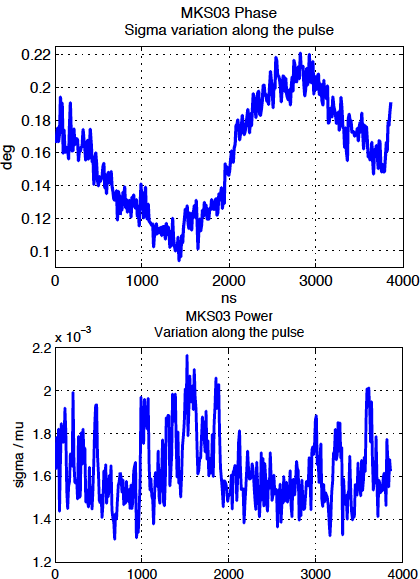 MKS03 Phase
Sigma variation along the pulse
0.22
0.2
0.18
0.16
0.14
0.12
0.1
deg
0 1000 2000 3000 4000
ns
MKS03 Power
Variation along the pulse
x 10⁻³
2.2
2
1.8
1.6
1.4
1.2
sigma / mu
0 1000 2000 3000 4000